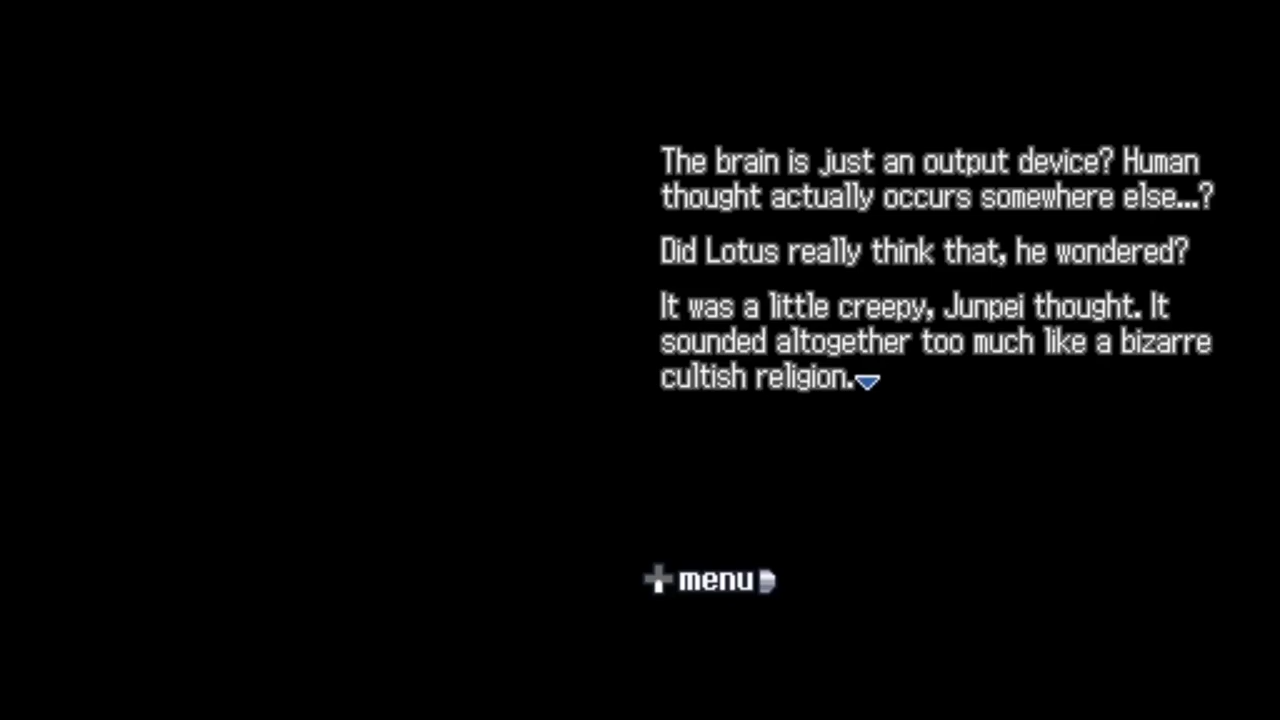 The brain is just an output device? Human
thought actually occurs somewhere else...?
Did Lotus really think that, he wondered?
It was a little creepy, Junpei thought. It
sounded altogether too much like a bizarre
cultish religion.
menu